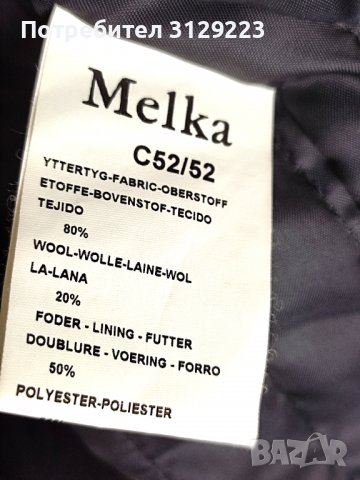 Потребител 3129223
Melka
C52/52
YTTERTYG-FABRIC-OBERSTOFF
ETOFFE-BOVENSTOF-TECIDO
TEJIDO
80%
WOOL-WOLLE-LAINE-WOL
LA-LANA
20%
FODER - LINING - FUTTER
DOUBLURE - VOERING - FORRO
50%
POLYESTER-POLIESTER
BAZAR